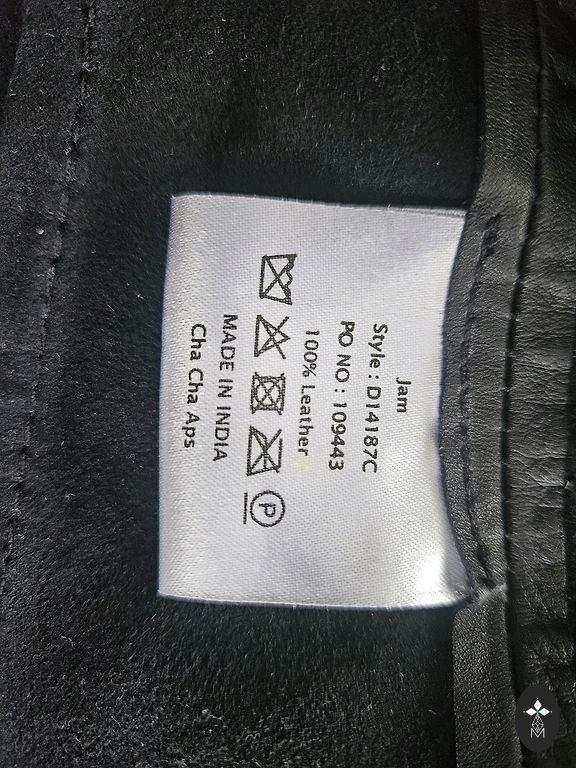 Jam
Style : D14187C
PO NO : 109443
100% Leather
P
MADE IN INDIA
Cha Cha Aps
M